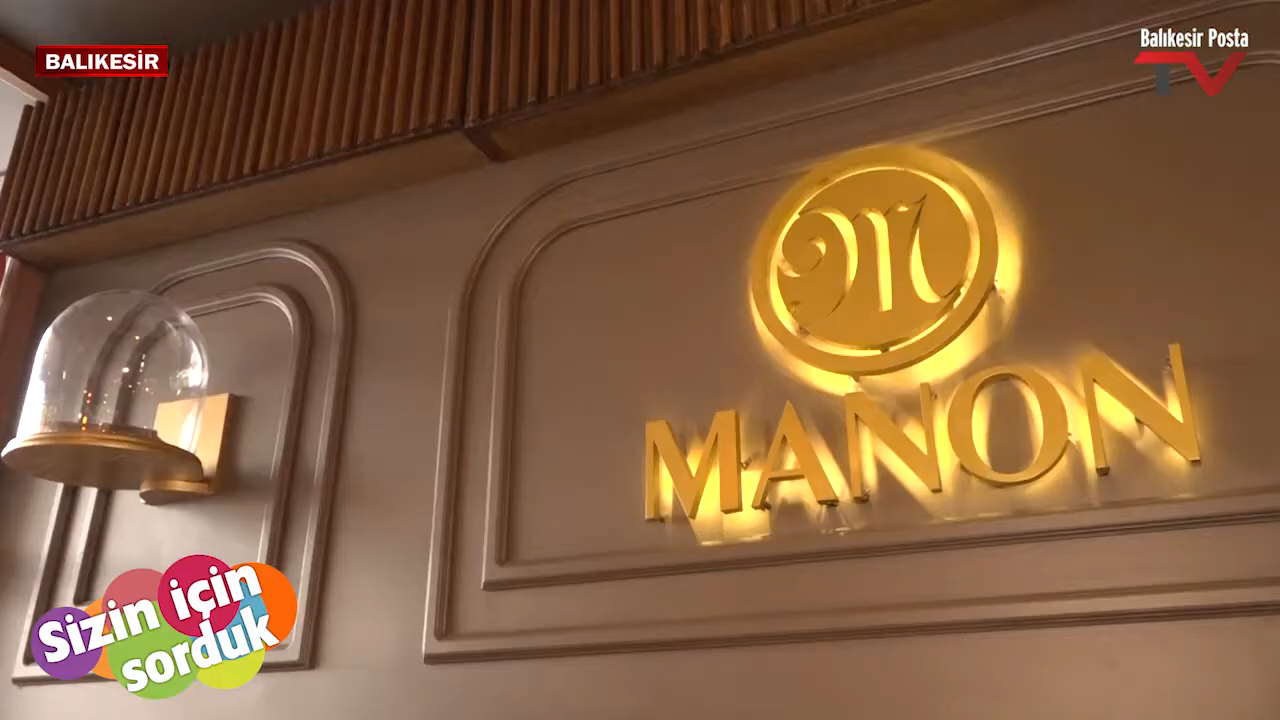 BALIKESİR
Balıkesir Posta
TV
M
MANON
Sizin için
sorduk